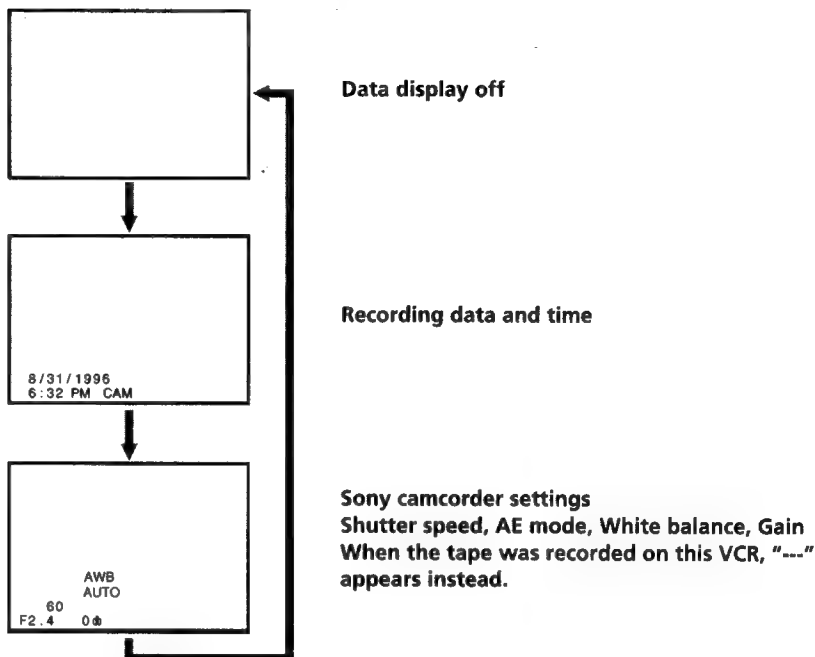 Data display off
Recording data and time
8/31/1996
6:32 PM CAM
Sony camcorder settings
Shutter speed, AE mode, White balance, Gain
When the tape was recorded on this VCR, "---"
appears instead.
AWB
AUTO
60
F2.4 0db